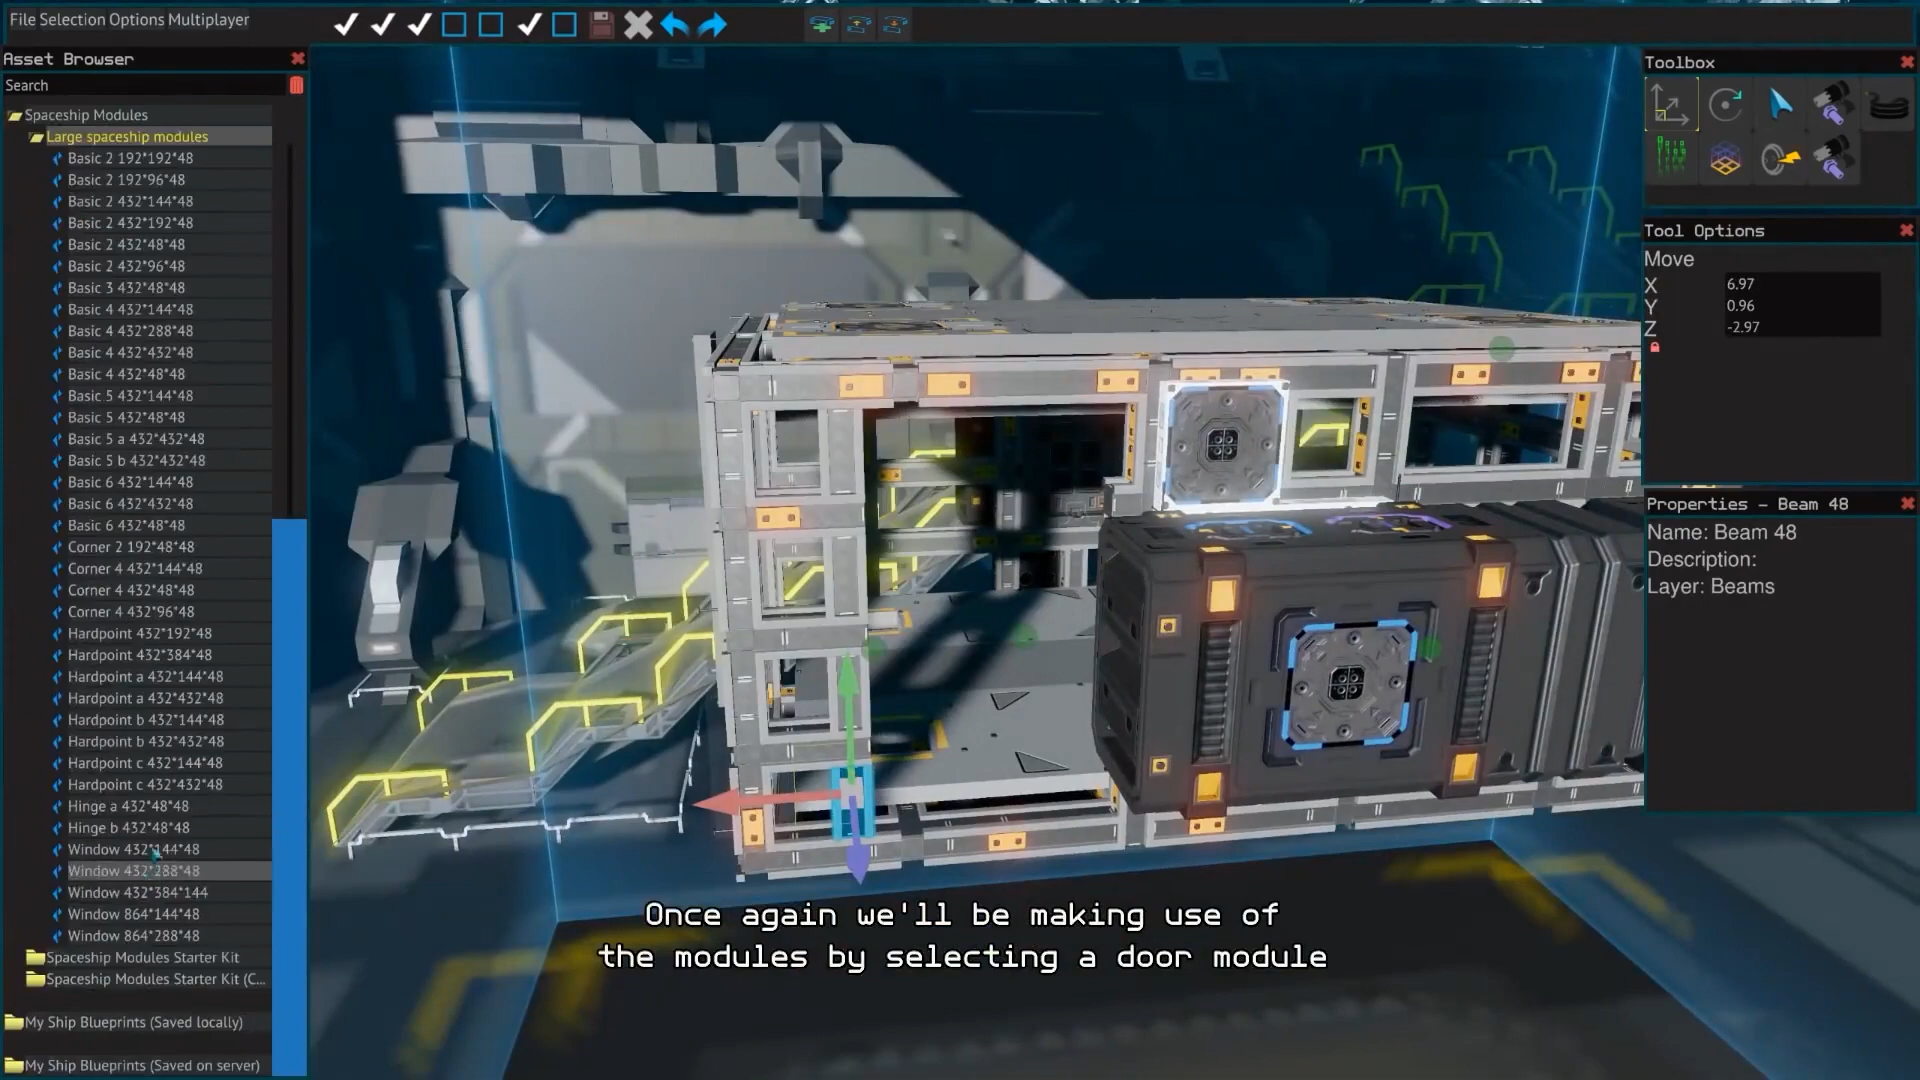 File Selection Options Multiplayer
Asset Browser
Search
Spaceship Modules
Large spaceship modules
Basic 2 192*192*48
Basic 2 192*96*48
Basic 2 432*144*48
Basic 2 432*192*48
Basic 2 432*48*48
Basic 2 432*96*48
Basic 3 432*48*48
Basic 4 432*144*48
Basic 4 432*288*48
Basic 4 432*432*48
Basic 4 432*48*48
Basic 5 432*144*48
Basic 5 432*48*48
Basic 5 a 432*432*48
Basic 5 b 432*432*48
Basic 6 432*144*48
Basic 6 432*432*48
Basic 6 432*48*48
Corner 2 192*48*48
Corner 4 432*144*48
Corner 4 432*48*48
Corner 4 432*96*48
Hardpoint 432*192*48
Hardpoint 432*384*48
Hardpoint a 432*144*48
Hardpoint a 432*432*48
Hardpoint b 432*144*48
Hardpoint b 432*432*48
Hardpoint c 432*144*48
Hardpoint c 432*432*48
Hinge a 432*48*48
Hinge b 432*48*48
Window 432*144*48
Window 432*288*48
Window 432*384*144
Window 864*144*48
Window 864*288*48
Spaceship Modules Starter Kit
Spaceship Modules Starter Kit (C...
My Ship Blueprints (Saved locally)
My Ship Blueprints (Saved on server)
Toolbox
Tool Options
Move
X 6.97
Y 0.96
Z -2.97
Properties - Beam 48
Name: Beam 48
Description:
Layer: Beams
Once again we'll be making use of
the modules by selecting a door module